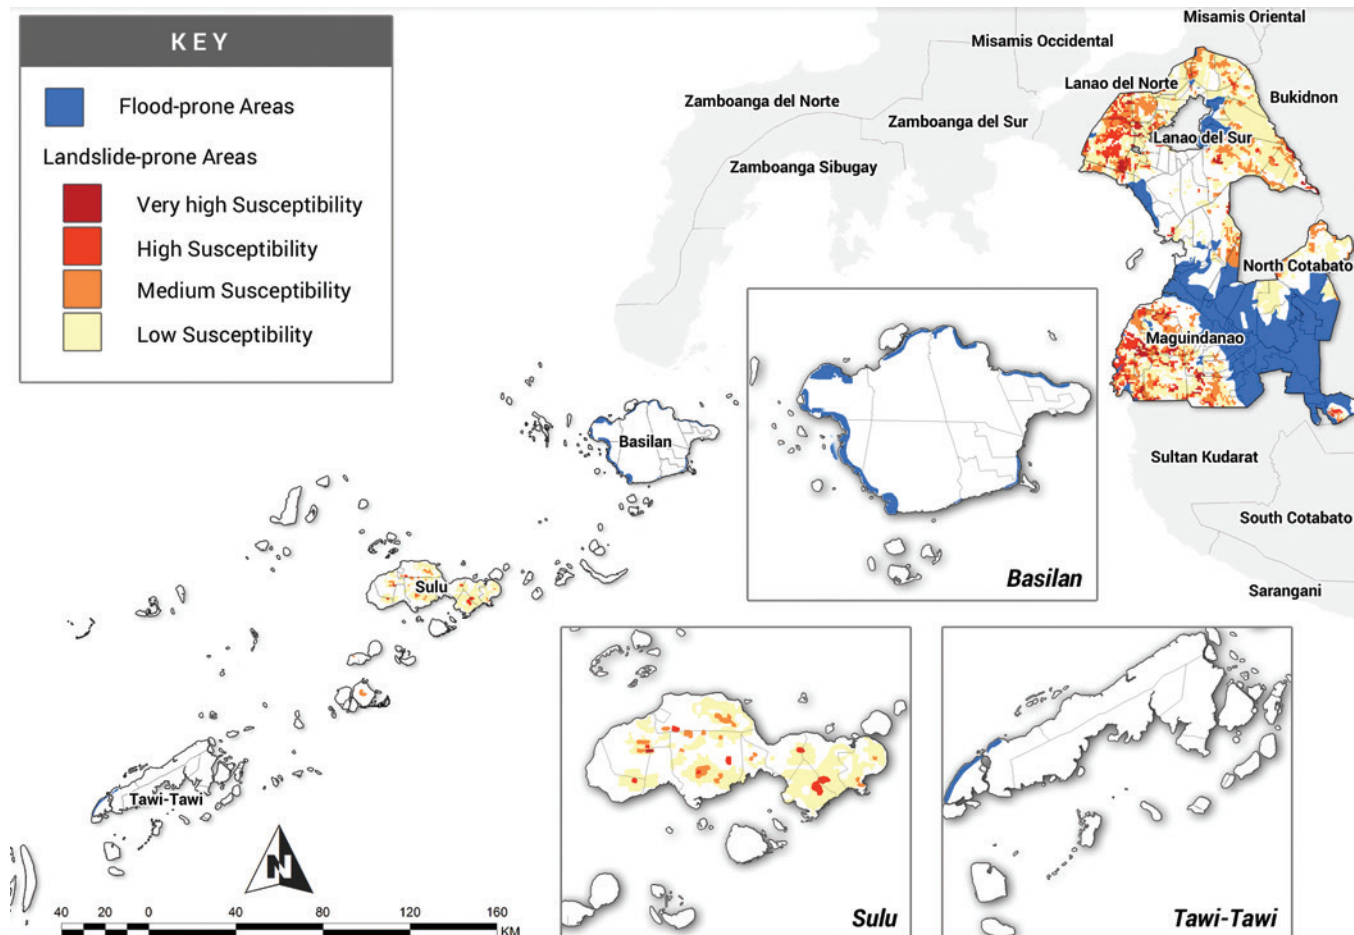 KEY
Flood-prone Areas
Landslide-prone Areas
Very high Susceptibility
High Susceptibility
Medium Susceptibility
Low Susceptibility
Misamis Oriental
Misamis Occidental
Lanao del Norte
Bukidnon
Zamboanga del Norte
Zamboanga del Sur
Lanao del Sur
Zamboanga Sibugay
North Cotabato
Maguindanao
Basilan
Sultan Kudarat
South Cotabato
Sarangani
Basilan
Sulu
Tawi-Tawi
N
40 20 0 40 80 120 160
KM
Sulu
Tawi-Tawi